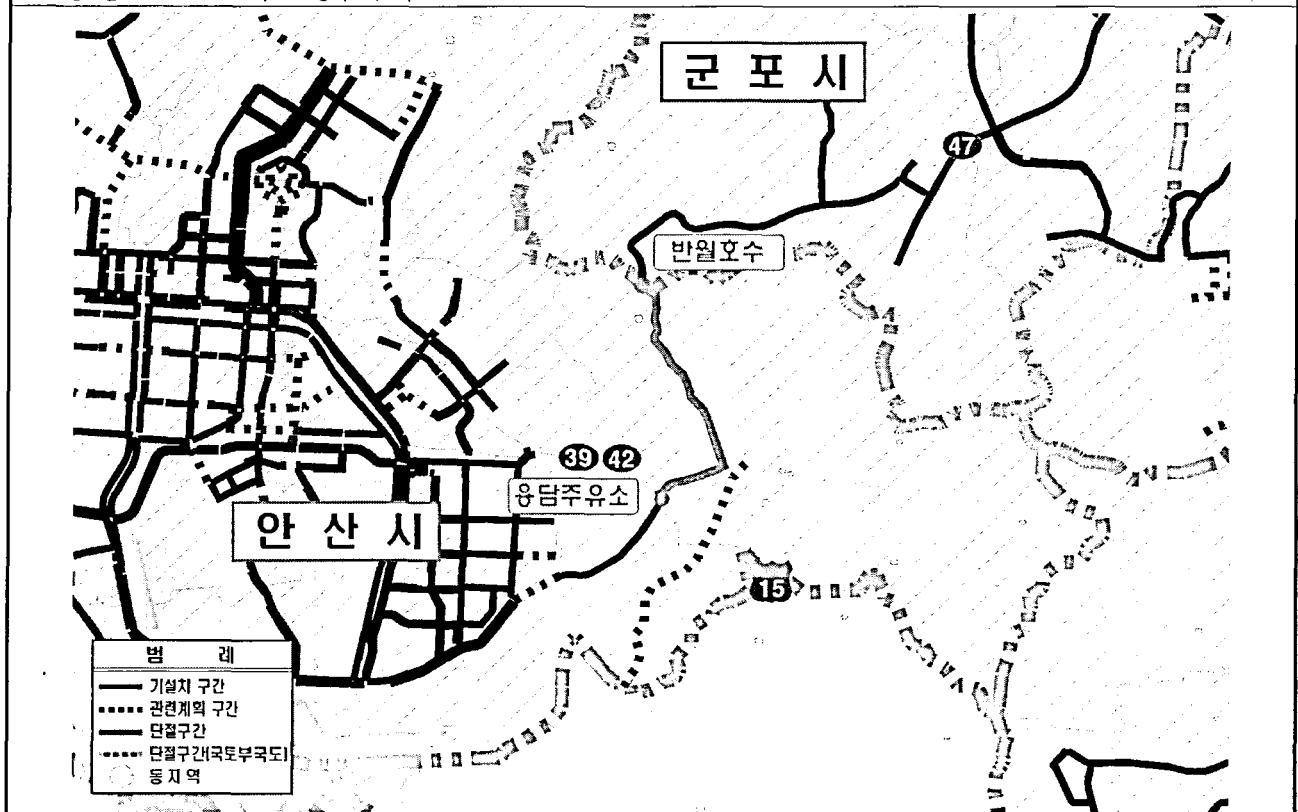 군 포 시
47
반월호수
39 42
용담주유소
안 산 시
15
범 례
기설치 구간
관련계획 구간
단절구간
단절구간(국토부국도)
동지역